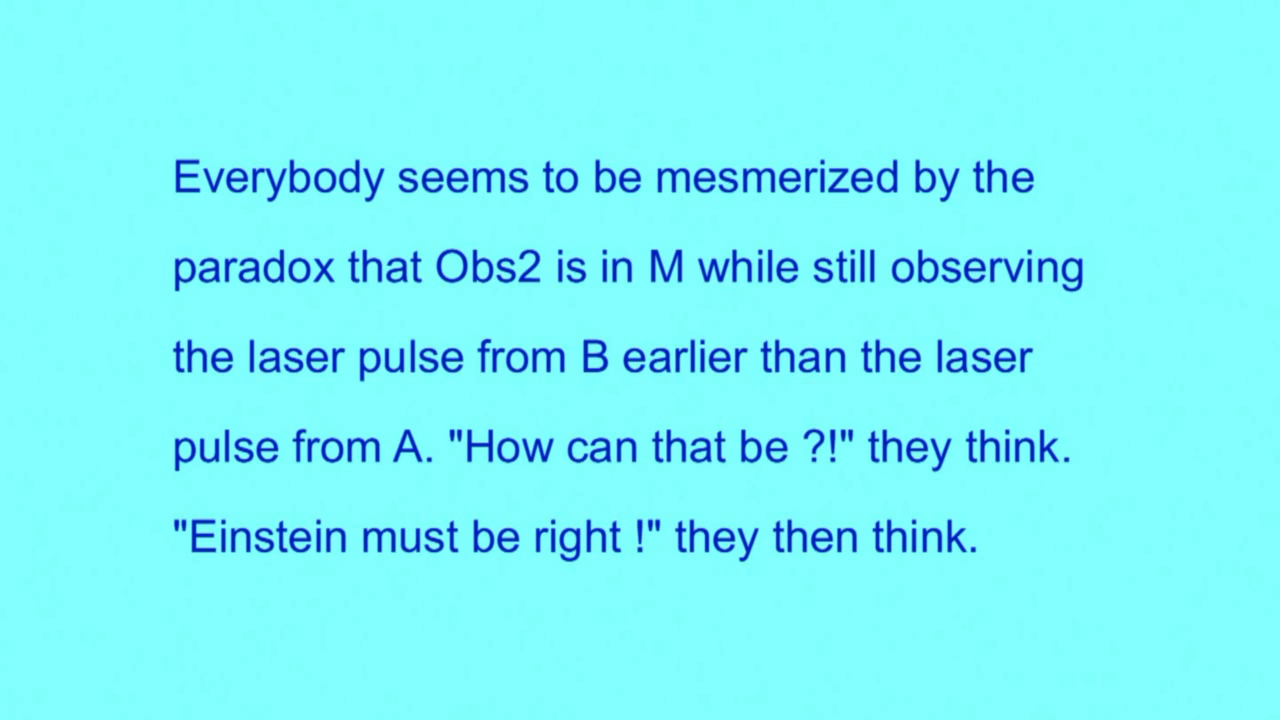 Everybody seems to be mesmerized by the
paradox that Obs2 is in M while still observing
the laser pulse from B earlier than the laser
pulse from A. "How can that be ?!" they think.
"Einstein must be right !" they then think.